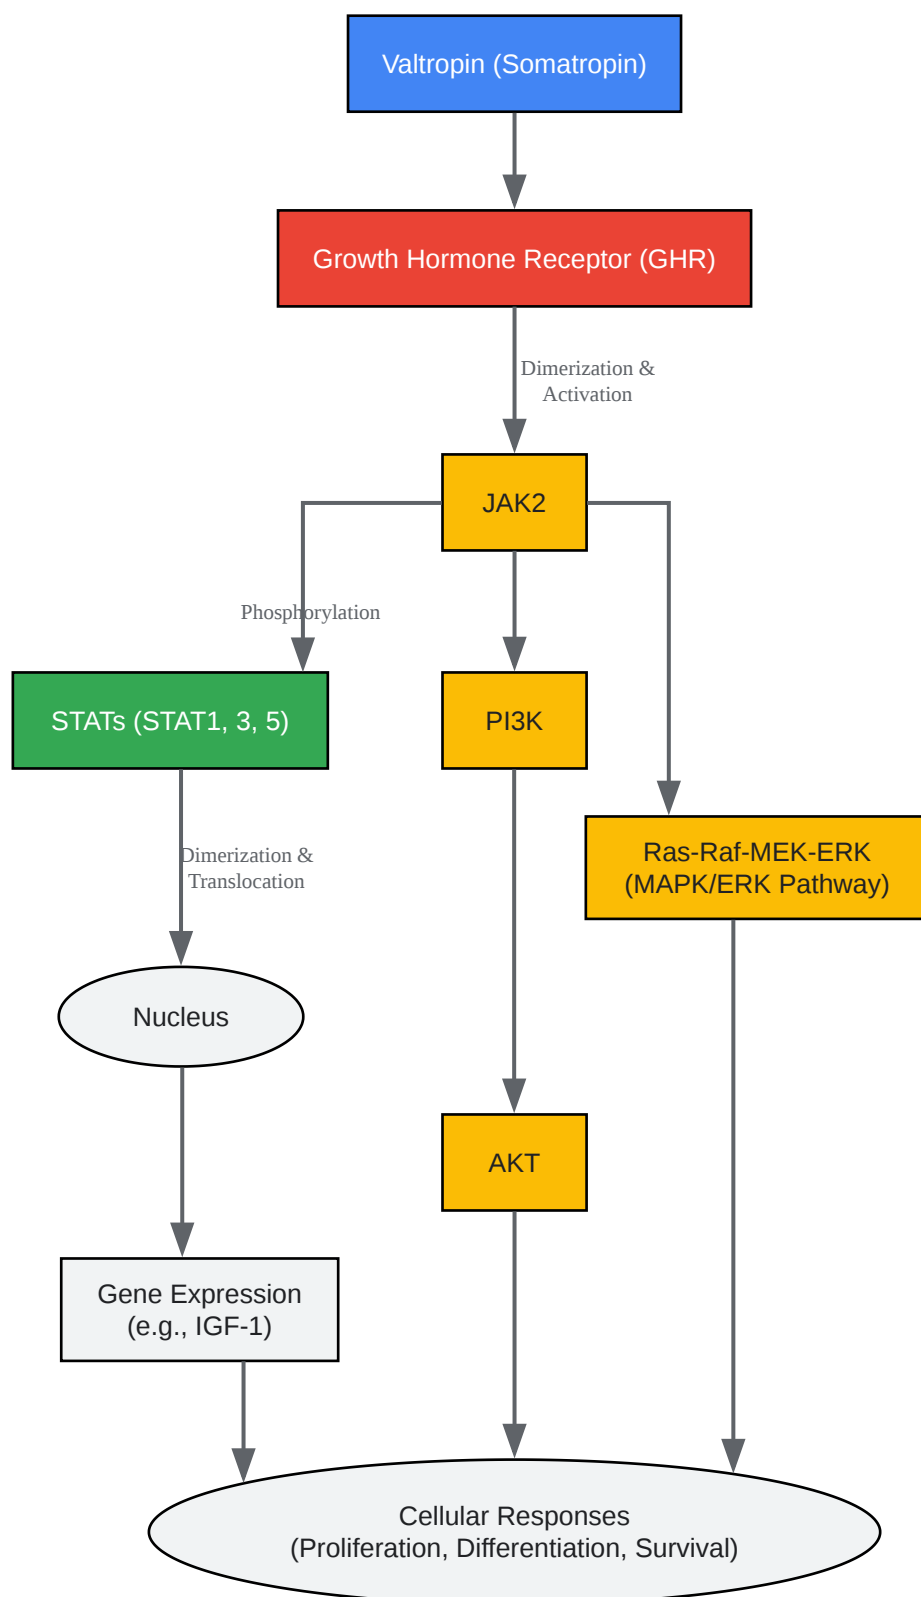 Valtropin (Somatropin)
Growth Hormone Receptor (GHR)
Dimerization &
Activation
JAK2
Phosphorylation
STATs (STAT1, 3, 5)
PI3K
Ras-Raf-MEK-ERK
(MAPK/ERK Pathway)
Dimerization &
Translocation
Nucleus
AKT
Gene Expression
(e.g., IGF-1)
Cellular Responses
(Proliferation, Differentiation, Survival)